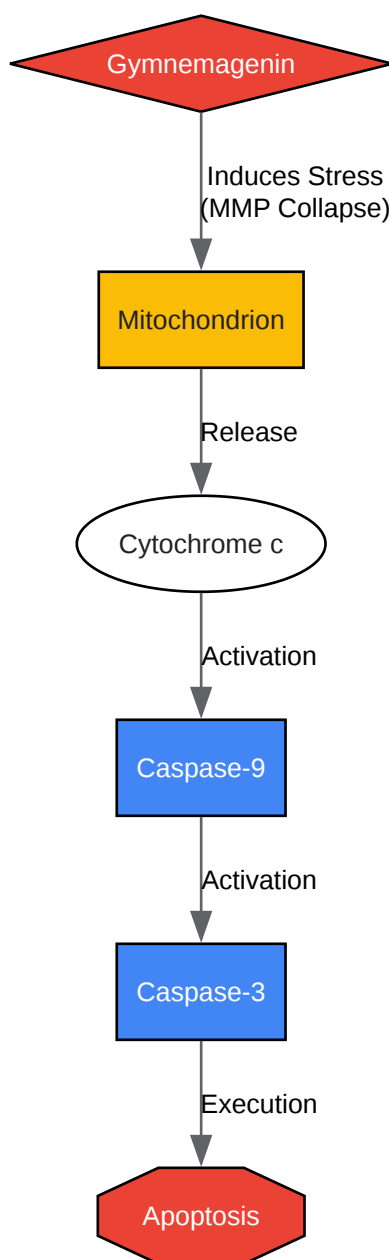 Gymnemagenin
Induces Stress
(MMP Collapse)
Mitochondrion
Release
Cytochrome c
Activation
Caspase-9
Activation
Caspase-3
Execution
Apoptosis